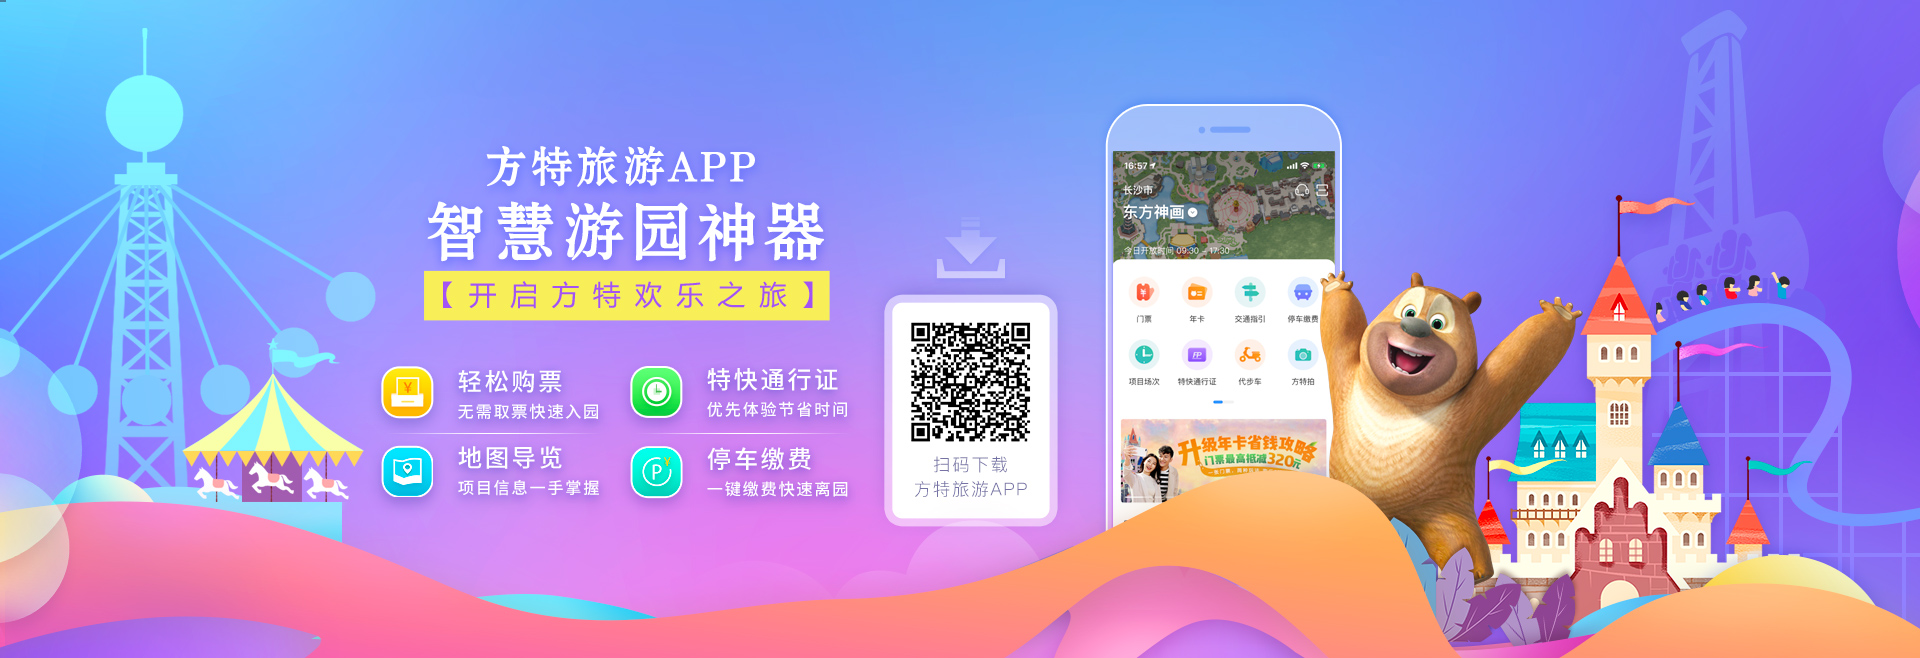 方特旅游APP
智慧游园神器
【开启方特欢乐之旅】
轻松购票
无需取票快速入园
特快通行证
优先体验节省时间
地图导览
项目信息一手掌握
停车缴费
一键缴费快速离园
扫码下载
方特旅游APP
16:57
长沙市
东方神画
今日开放时间 09:30 – 17:30
门票
年卡
交通指引
停车缴费
项目场次
特快通行证
代步车
方特拍
FP
升级年卡省钱攻略
门票最高抵减320元